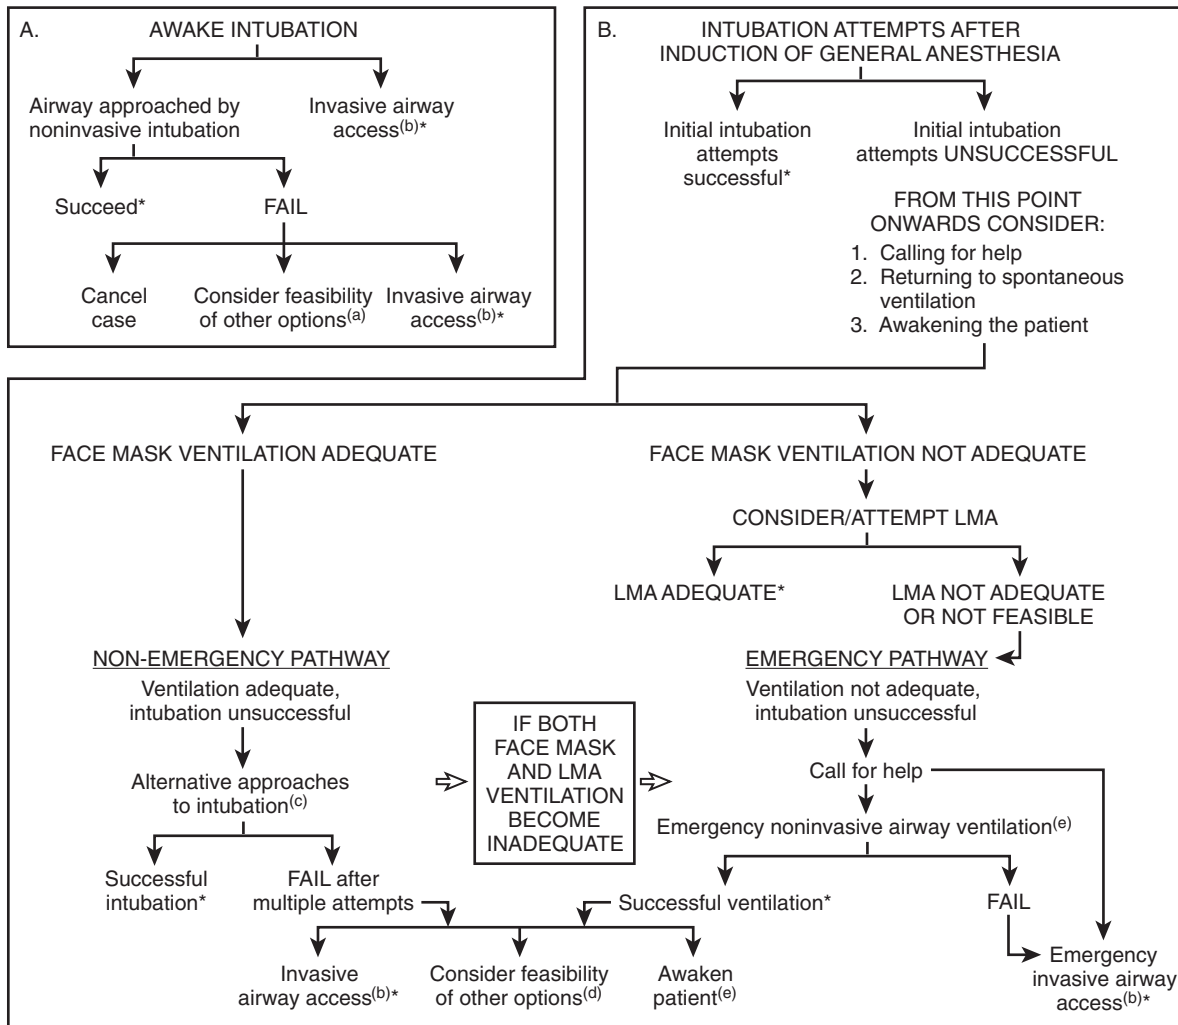 A.
AWAKE INTUBATION
Airway approached by
noninvasive intubation
Invasive airway
access(b)*
Succeed*
FAIL
Cancel
case
Consider feasibility
of other options(a)
Invasive airway
access(b)*
B.
INTUBATION ATTEMPTS AFTER
INDUCTION OF GENERAL ANESTHESIA
Initial intubation
attempts
successful*
Initial intubation
attempts UNSUCCESSFUL
FROM THIS POINT
ONWARDS CONSIDER:
1. Calling for help
2. Returning to spontaneous
ventilation
3. Awakening the patient
FACE MASK VENTILATION ADEQUATE
FACE MASK VENTILATION NOT ADEQUATE
CONSIDER/ATTEMPT LMA
LMA ADEQUATE*
LMA NOT ADEQUATE
OR NOT FEASIBLE
NON-EMERGENCY PATHWAY
Ventilation adequate,
intubation unsuccessful
EMERGENCY PATHWAY
Ventilation not adequate,
intubation unsuccessful
IF BOTH
FACE MASK
AND LMA
VENTILATION
BECOME
INADEQUATE
Alternative approaches
to intubation(c)
Call for help
Emergency noninvasive airway ventilation(e)
Successful
intubation*
FAIL after
multiple attempts
Successful ventilation*
FAIL
Invasive
airway access(b)*
Consider feasibility
of other options(d)
Awaken
patient(e)
Emergency
invasive airway
access(b)*